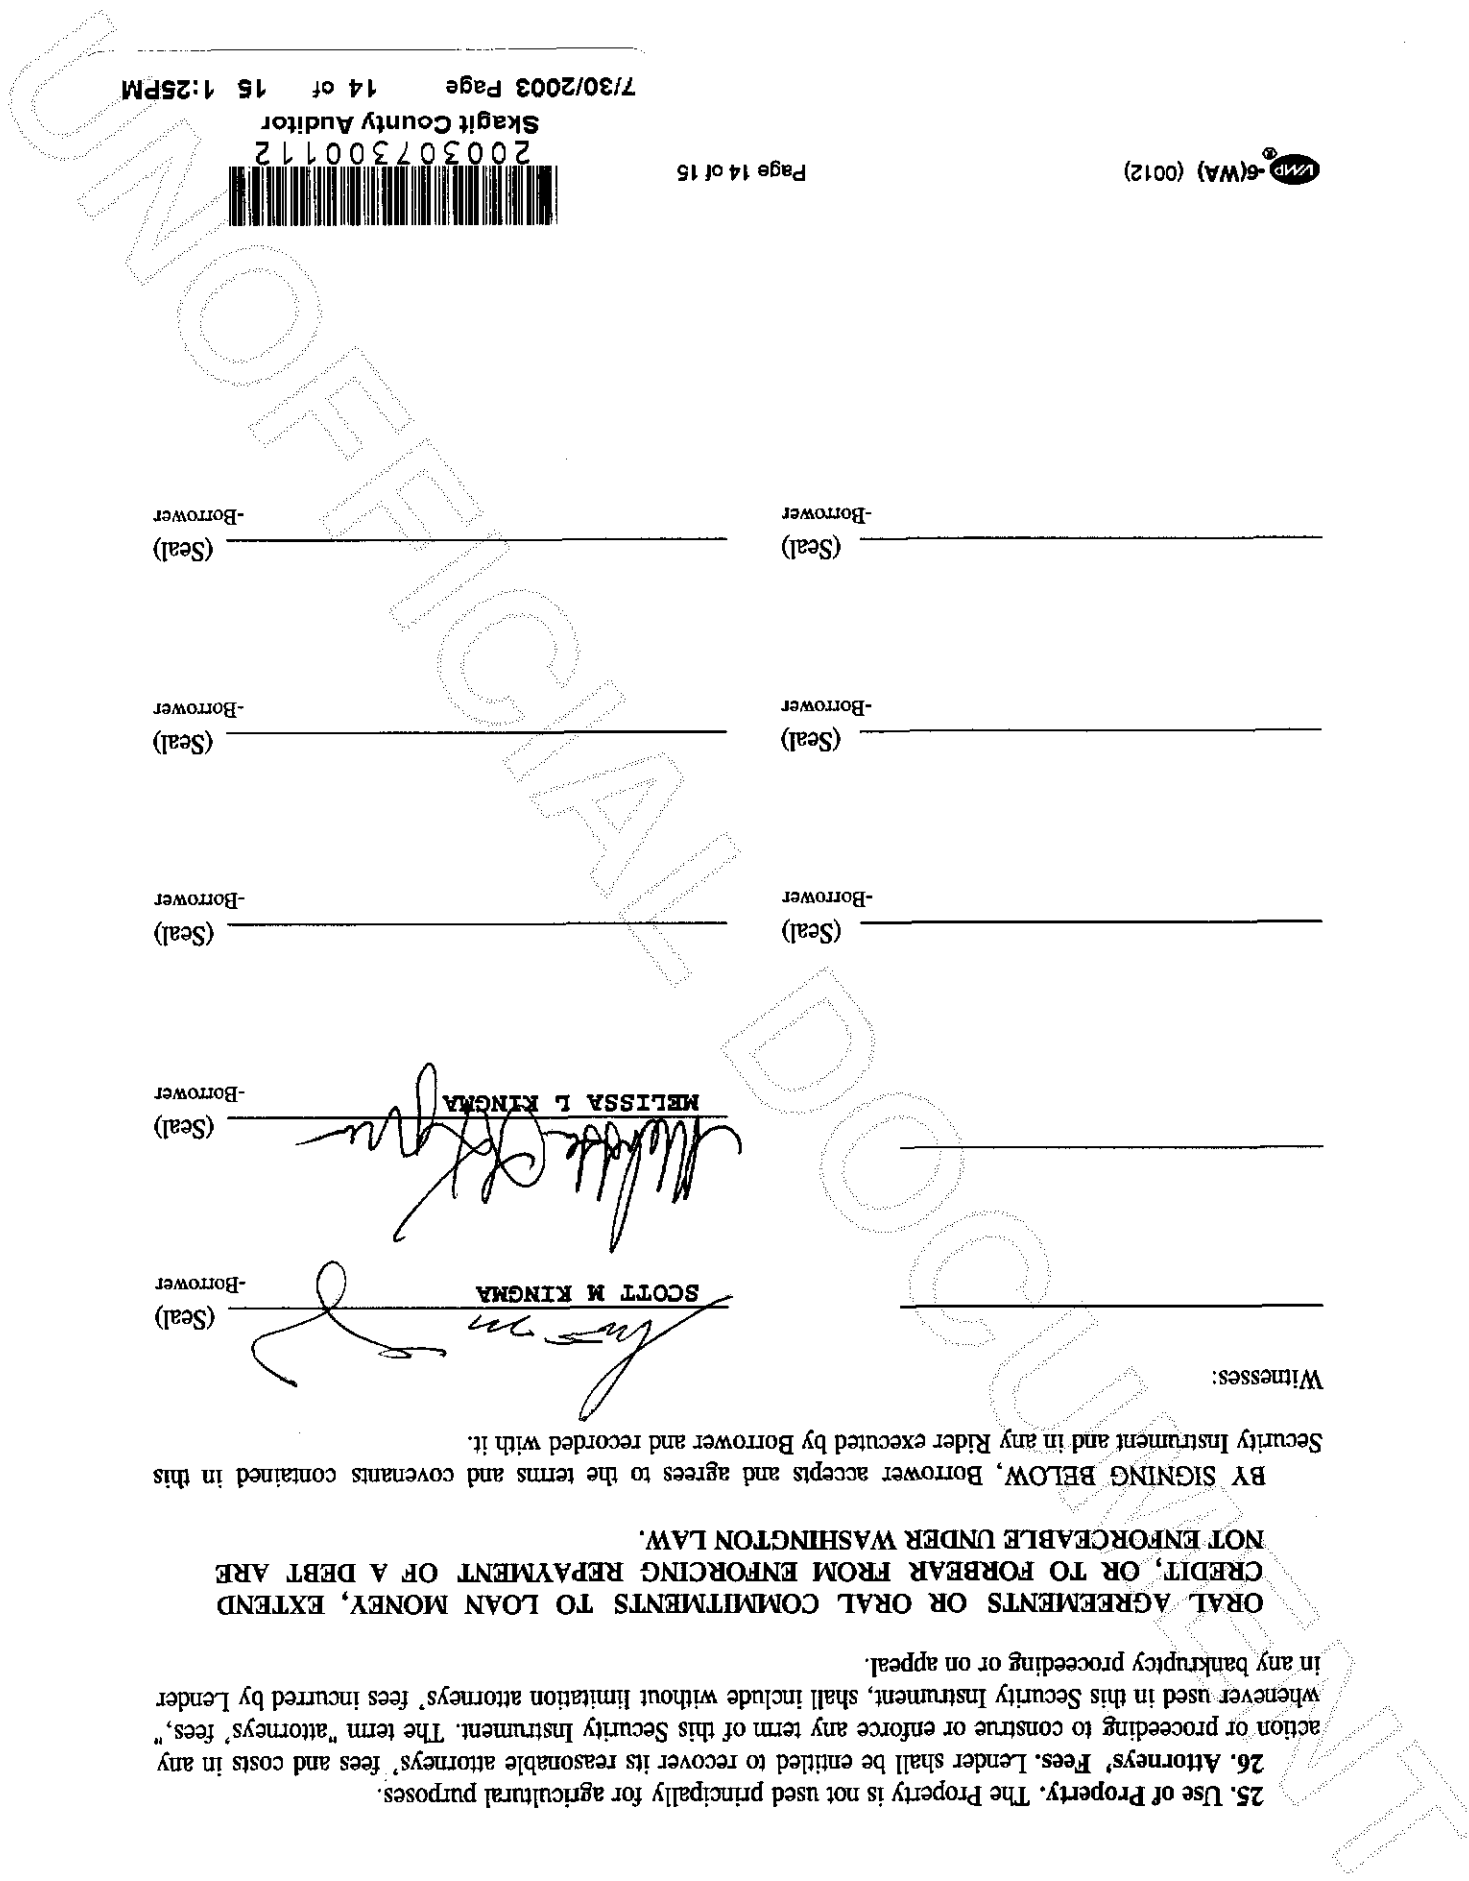 25. Use of Property. The Property is not used principally for agricultural purposes.
26. Attorneys' Fees. Lender shall be entitled to recover its reasonable attorneys' fees and costs in any
action or proceeding to construe or enforce any term of this Security Instrument. The term "attorneys' fees,"
whenever used in this Security Instrument, shall include without limitation attorneys' fees incurred by Lender
in any bankruptcy proceeding or on appeal.
ORAL AGREEMENTS OR ORAL COMMITMENTS TO LOAN MONEY, EXTEND
CREDIT, OR TO FORBEAR FROM ENFORCING REPAYMENT OF A DEBT ARE
NOT ENFORCEABLE UNDER WASHINGTON LAW.
BY SIGNING BELOW, Borrower accepts and agrees to the terms and covenants contained in this
Security Instrument and in any Rider executed by Borrower and recorded with it.
Witnesses:
(Seal)
SCOTT M KINGMA -Borrower
(Seal)
MELISSA L KINGMA -Borrower
(Seal) (Seal)
-Borrower -Borrower
(Seal) (Seal)
-Borrower -Borrower
(Seal) (Seal)
-Borrower -Borrower
VMP®-6(WA) (0012) Page 14 of 15
200307300112
Skagit County Auditor
7/30/2003 Page 14 of 15 1:25PM
UNOFFICIAL DOCUMENT